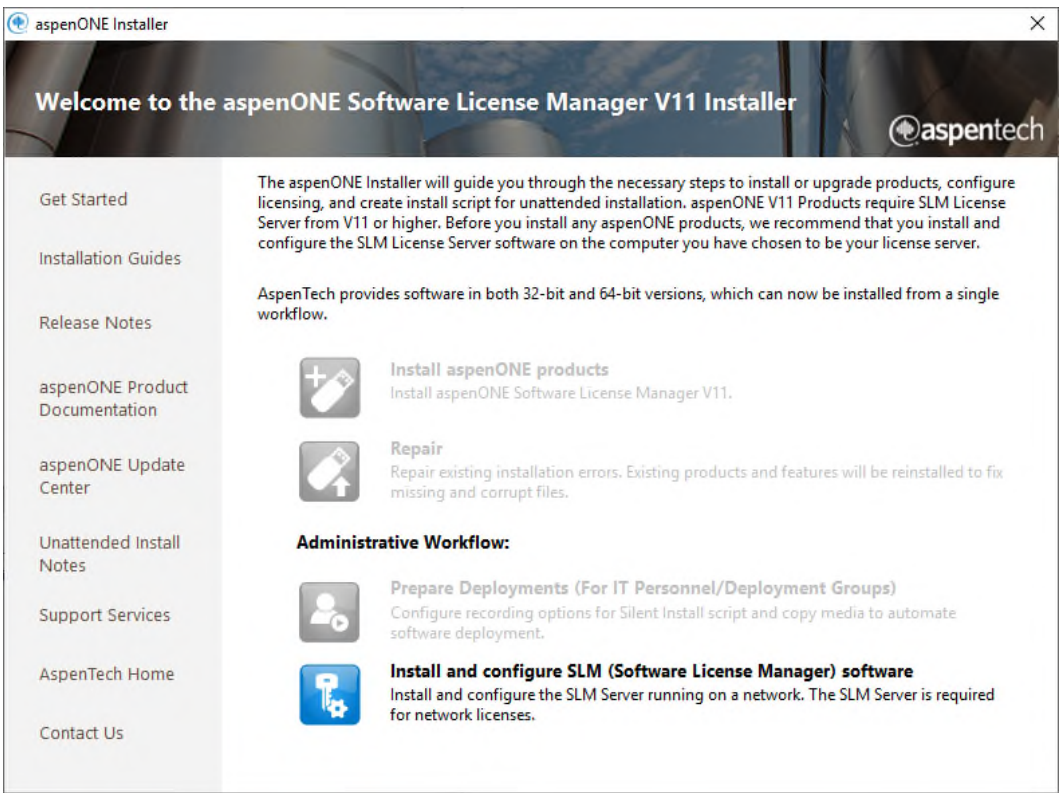 aspenONE Installer
Welcome to the aspenONE Software License Manager V11 Installer
aspentech
Get Started
Installation Guides
Release Notes
aspenONE Product
Documentation
aspenONE Update
Center
Unattended Install
Notes
Support Services
AspenTech Home
Contact Us
The aspenONE Installer will guide you through the necessary steps to install or upgrade products, configure
licensing, and create install script for unattended installation. aspenONE V11 Products require SLM License
Server from V11 or higher. Before you install any aspenONE products, we recommend that you install and
configure the SLM License Server software on the computer you have chosen to be your license server.
AspenTech provides software in both 32-bit and 64-bit versions, which can now be installed from a single
workflow.
Install aspenONE products
Install aspenONE Software License Manager V11.
Repair
Repair existing installation errors. Existing products and features will be reinstalled to fix
missing and corrupt files.
Administrative Workflow:
Prepare Deployments (For IT Personnel/Deployment Groups)
Configure recording options for Silent Install script and copy media to automate
software deployment.
Install and configure SLM (Software License Manager) software
Install and configure the SLM Server running on a network. The SLM Server is required
for network licenses.